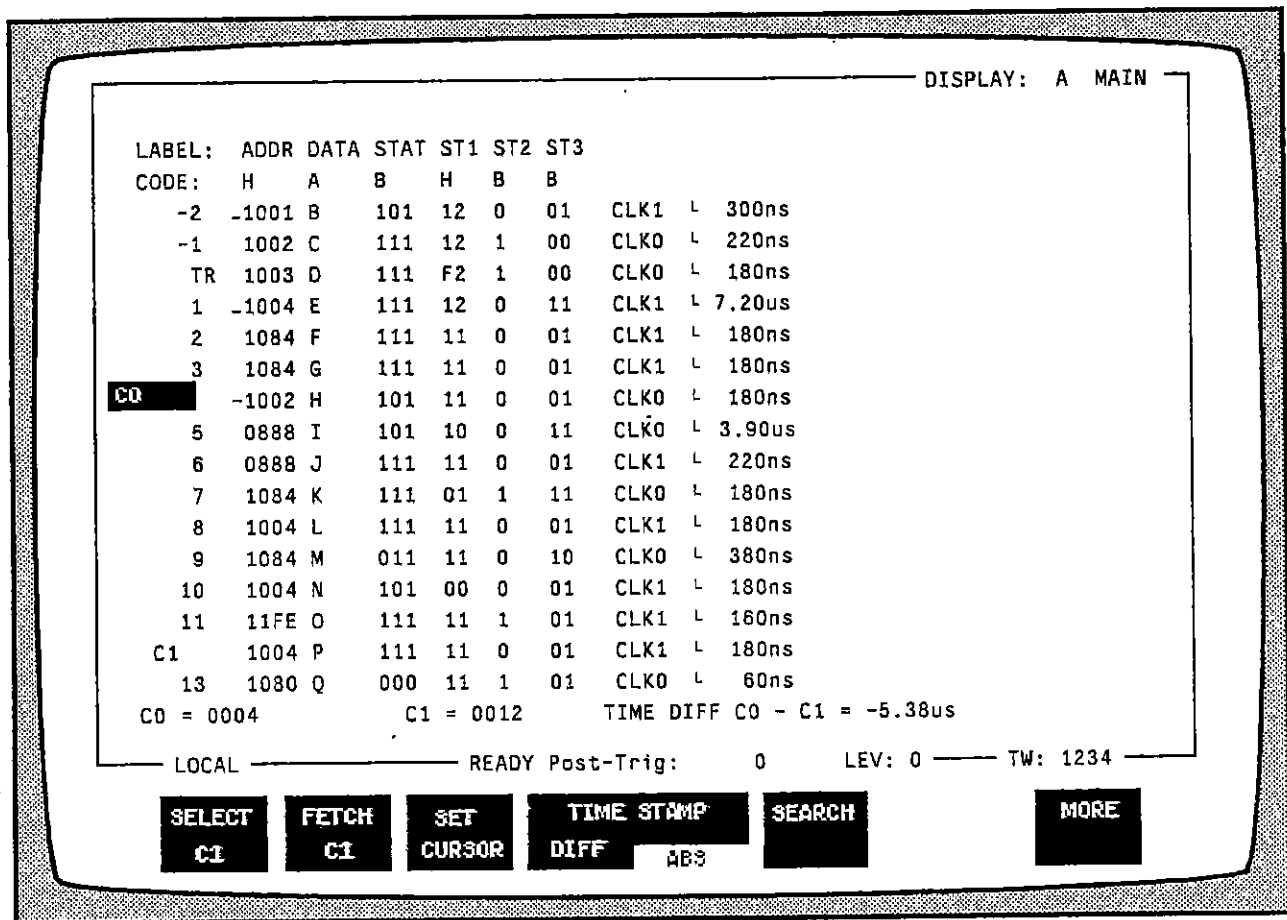 DISPLAY: A MAIN
LABEL: ADDR DATA STAT ST1 ST2 ST3
CODE: H A B H B B
-2 _1001 B 101 12 0 01 CLK1 └ 300ns
-1 1002 C 111 12 1 00 CLK0 └ 220ns
TR 1003 D 111 F2 1 00 CLK0 └ 180ns
1 _1004 E 111 12 0 11 CLK1 └ 7.20us
2 1084 F 111 11 0 01 CLK1 └ 180ns
3 1084 G 111 11 0 01 CLK1 └ 180ns
C0 -1002 H 101 11 0 01 CLK0 └ 180ns
5 0888 I 101 10 0 11 CLK0 └ 3.90us
6 0888 J 111 11 0 01 CLK1 └ 220ns
7 1084 K 111 01 1 11 CLK0 └ 180ns
8 1004 L 111 11 0 01 CLK1 └ 180ns
9 1084 M 011 11 0 10 CLK0 └ 380ns
10 1004 N 101 00 0 01 CLK1 └ 180ns
11 11FE O 111 11 1 01 CLK1 └ 160ns
C1 1004 P 111 11 0 01 CLK1 └ 180ns
13 1080 Q 000 11 1 01 CLK0 └ 60ns
C0 = 0004 C1 = 0012 TIME DIFF C0 - C1 = -5.38us
LOCAL READY Post-Trig: 0 LEV: 0 TW: 1234
SELECT FETCH SET TIME STAMP SEARCH MORE
C1 C1 CURSOR DIFF ABS